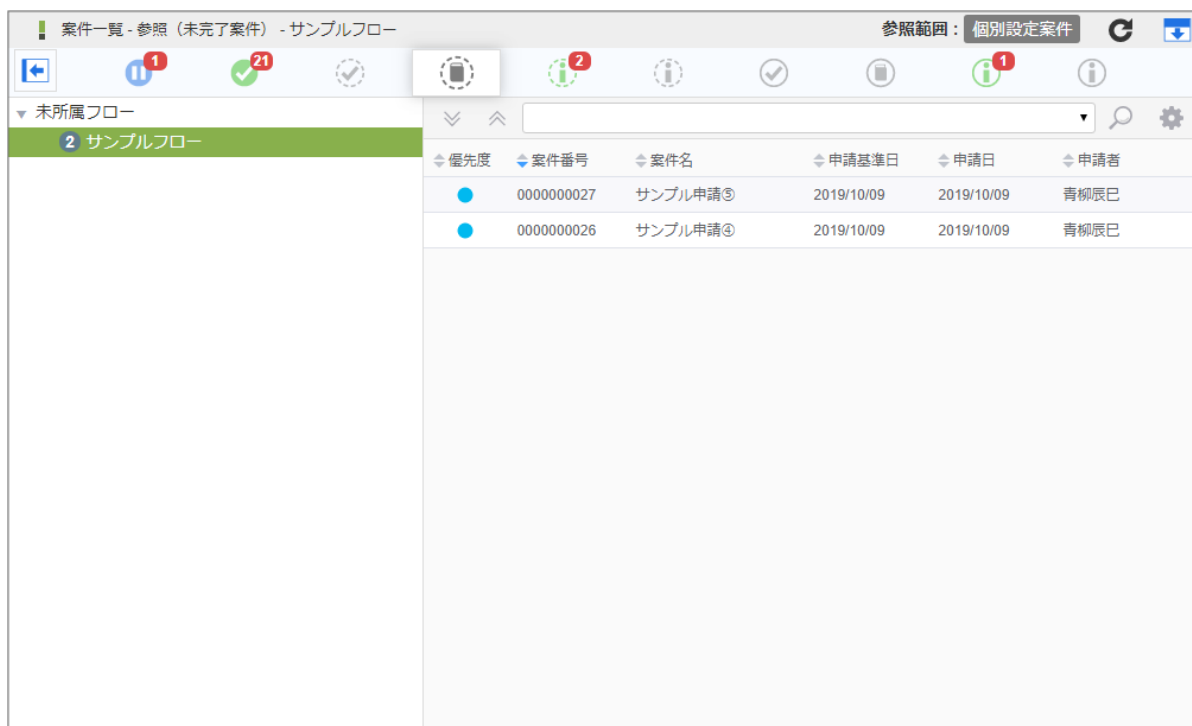 案件一覧 - 参照（未完了案件） - サンプルフロー 参照範囲： 個別設定案件
1 21 2 1
未所属フロー
2 サンプルフロー
優先度 案件番号 案件名 申請基準日 申請日 申請者
0000000027 サンプル申請⑤ 2019/10/09 2019/10/09 青柳辰巳
0000000026 サンプル申請④ 2019/10/09 2019/10/09 青柳辰巳